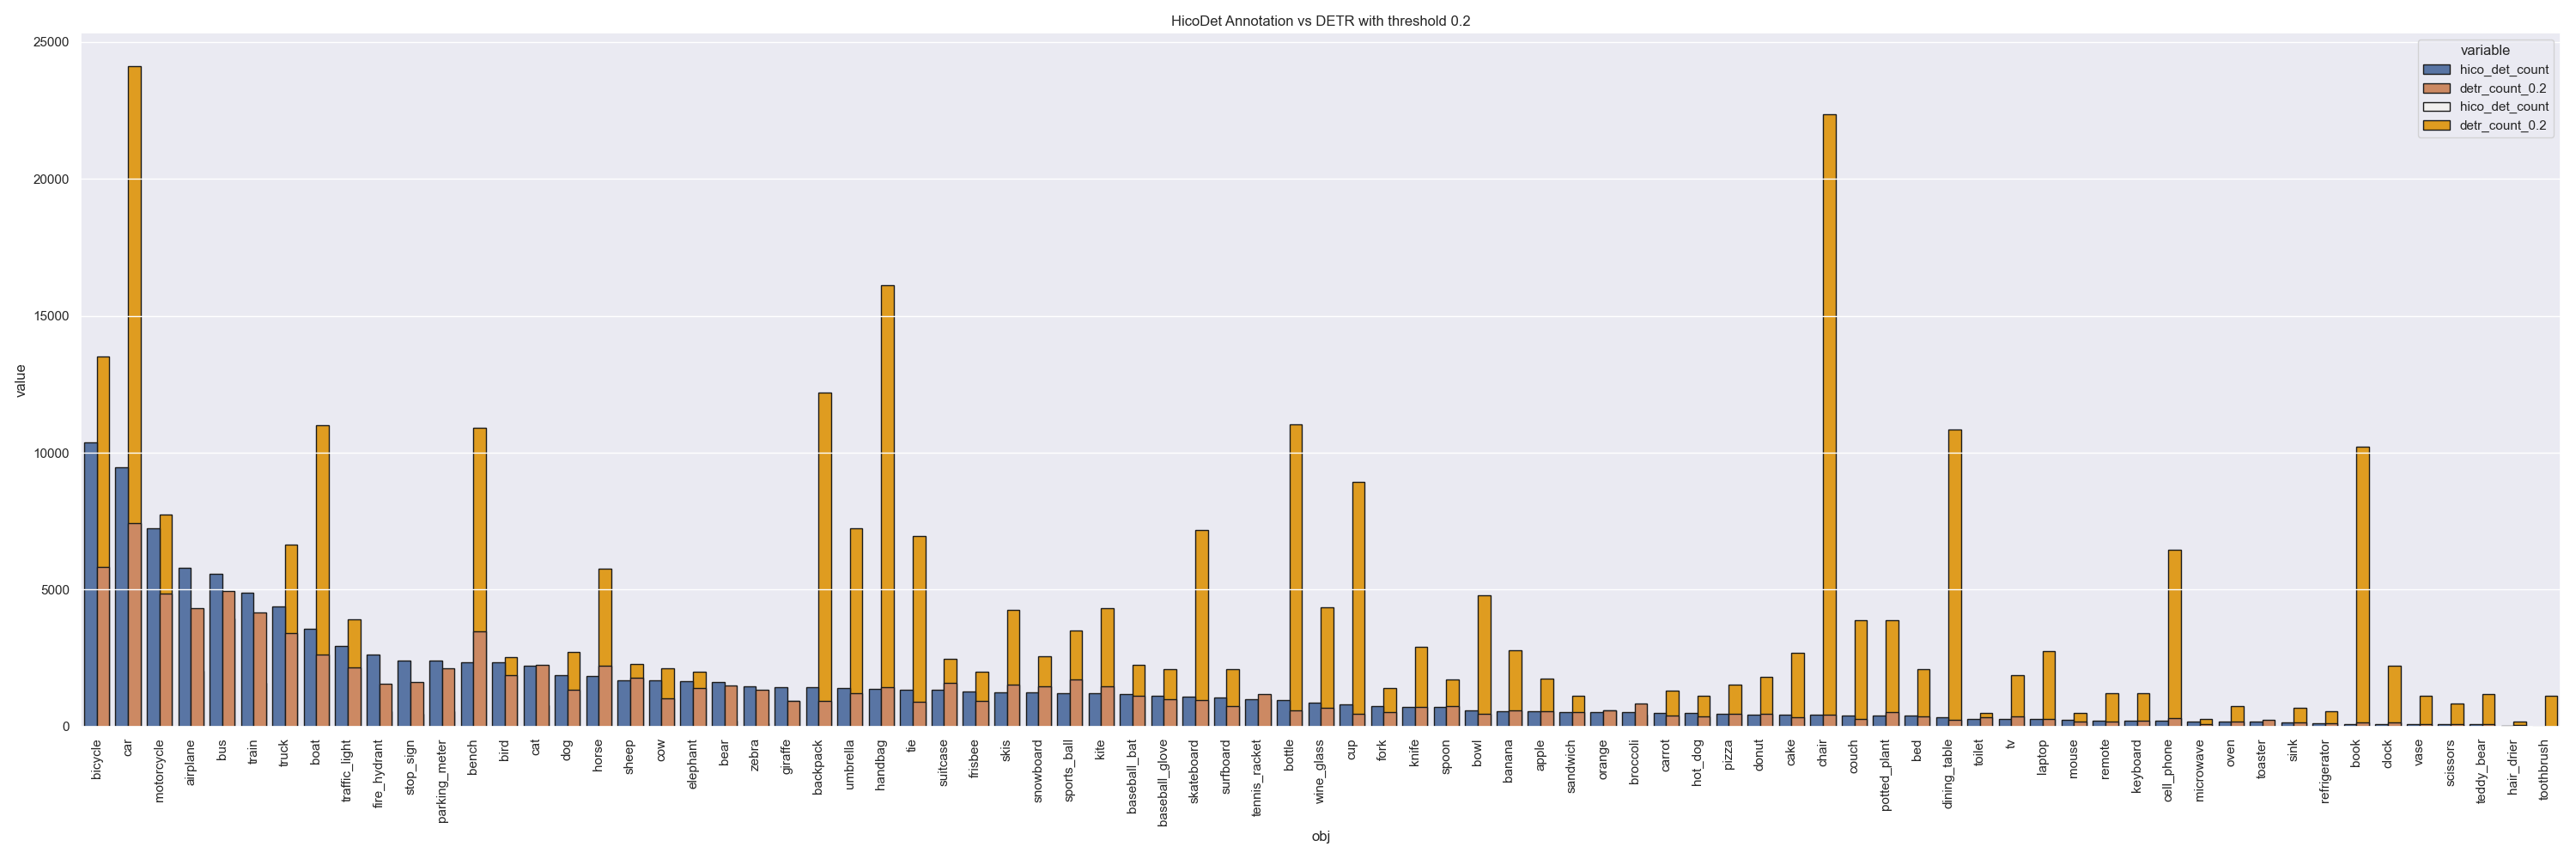 HicoDet Annotation vs DETR with threshold 0.2
variable
hico_det_count
detr_count_0.2
hico_det_count
detr_count_0.2
value
25000
20000
15000
10000
5000
0
bicycle
car
motorcycle
airplane
bus
train
truck
boat
traffic_light
fire_hydrant
stop_sign
parking_meter
bench
bird
cat
dog
horse
sheep
cow
elephant
bear
zebra
giraffe
backpack
umbrella
handbag
tie
suitcase
frisbee
skis
snowboard
sports_ball
kite
baseball_bat
baseball_glove
skateboard
surfboard
tennis_racket
bottle
wine_glass
cup
fork
knife
spoon
bowl
banana
apple
sandwich
orange
broccoli
carrot
hot_dog
pizza
donut
cake
chair
couch
potted_plant
bed
dining_table
toilet
tv
laptop
mouse
remote
keyboard
cell_phone
microwave
oven
toaster
sink
refrigerator
book
clock
vase
scissors
teddy_bear
hair_drier
toothbrush
obj